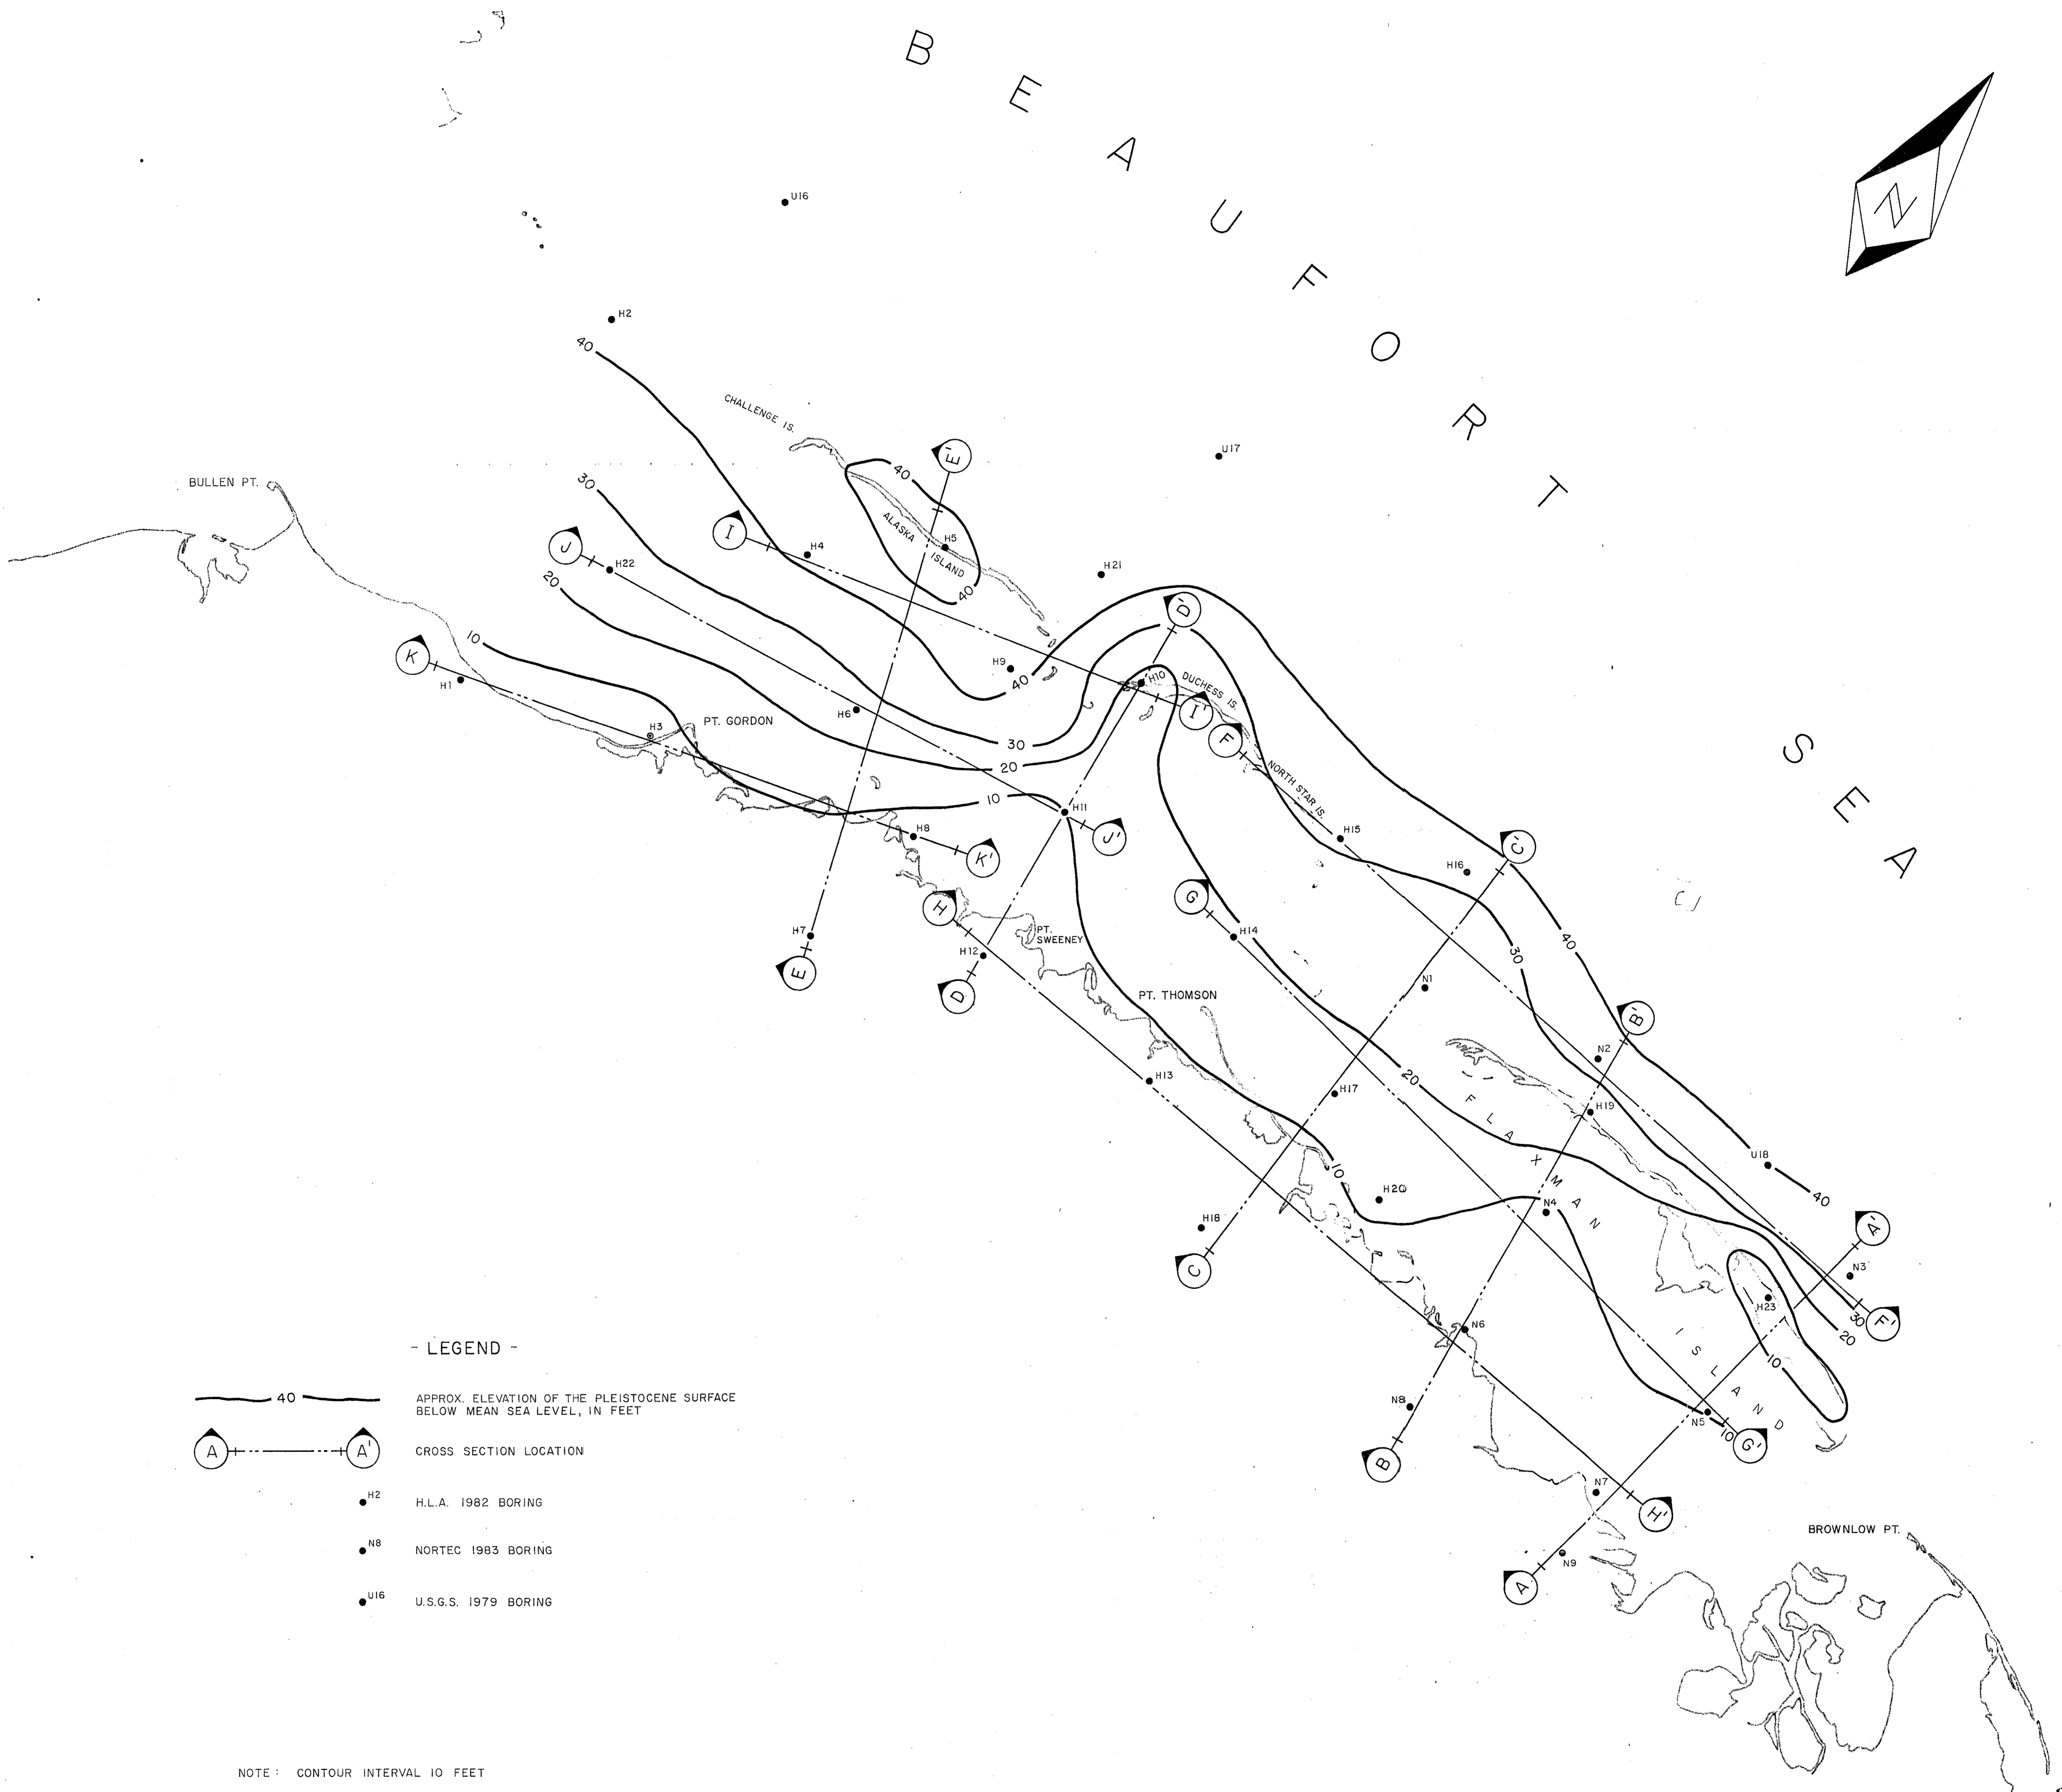 BEAUFORT
SEA
N
U16
H2
40
CHALLENGE IS.
E'
40
U17
BULLEN PT.
30
I
ALASKA
ISLAND
H5
J
H4
H22
H21
20
40
D'
10
K
H1
H9
40
H10
DUCHESS IS.
I'
H6
PT. GORDON
H3
F
30
20
NORTH STAR IS.
10
H11
J'
H8
K'
H15
C'
H16
G
H
H14
40
30
H7
PT.
SWEENEY
H12
E
D
N1
PT. THOMSON
B'
N2
H13
20
H17
H19
FLAXMAN
ISLAND
U18
10
40
H20
N4
H18
A'
C
N3
H23
30
F'
N6
20
10
N8
N5
10
G'
B
N7
H'
BROWNLOW PT.
N9
A
- LEGEND -
40
APPROX. ELEVATION OF THE PLEISTOCENE SURFACE
BELOW MEAN SEA LEVEL, IN FEET
A A' CROSS SECTION LOCATION
H2 H.L.A. 1982 BORING
N8 NORTEC 1983 BORING
U16 U.S.G.S. 1979 BORING
NOTE: CONTOUR INTERVAL 10 FEET